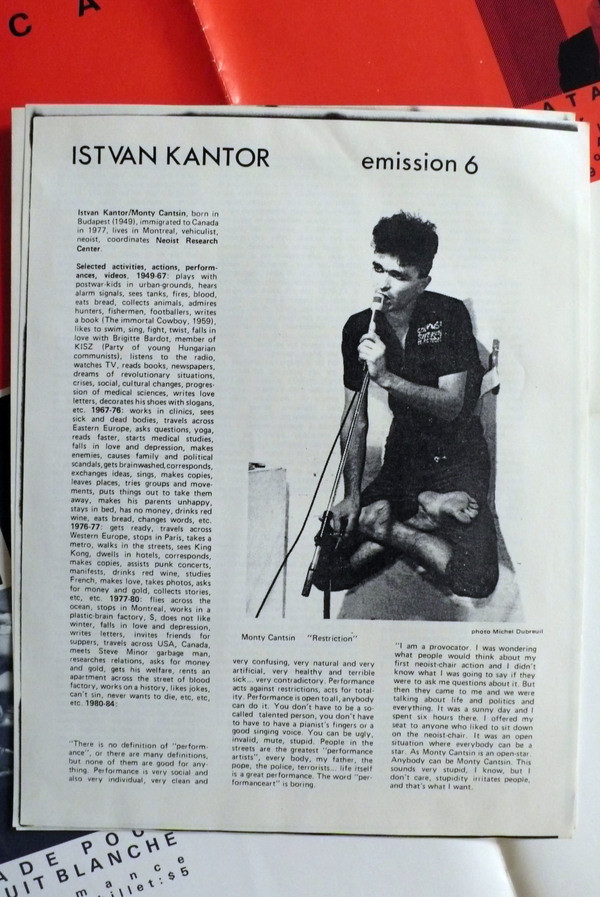 C A
ATA
ISTVAN KANTOR
emission 6
Istvan Kantor/Monty Cantsin, born in
Budapest (1949), immigrated to Canada
in 1977, lives in Montreal, vehiculist,
neoist, coordinates Neoist Research
Center.
Selected activities, actions, perform-
ances, videos, 1949-67: plays with
postwar-kids in urban-grounds, hears
alarm signals, sees tanks, fires, blood,
eats bread, collects animals, admires
hunters, fishermen, footballers, writes
a book (The immortal Cowboy, 1959),
likes to swim, sing, fight, twist, falls in
love with Brigitte Bardot, member of
KISZ (Party of young Hungarian
communists), listens to the radio,
watches TV, reads books, newspapers,
dreams of revolutionary situations,
crises, social, cultural changes, progres-
sion of medical sciences, writes love
letters, decorates his shoes with slogans,
etc. 1967-76: works in clinics, sees
sick and dead bodies, travels across
Eastern Europe, asks questions, yoga,
reads faster, starts medical studies,
falls in love and depression, makes
enemies, causes family and political
scandals, gets brainwashed, corresponds,
exchanges ideas, sings, makes copies,
leaves places, tries groups and move-
ments, puts things out to take them
away, makes his parents unhappy,
stays in bed, has no money, drinks red
wine, eats bread, changes words, etc.
1976-77: gets ready, travels across
Western Europe, stops in Paris, takes a
metro, walks in the streets, sees King
Kong, dwells in hotels, corresponds,
makes copies, assists punk concerts,
manifests, drinks red wine, studies
French, makes love, takes photos, asks
for money and gold, collects stories,
etc, etc. 1977-80: flies across the
ocean, stops in Montreal, works in a
plastic-brain factory, $, does not like
winter, falls in love and depression,
writes letters, invites friends for
suppers, travels across USA, Canada,
meets Steve Minor garbage man,
researches relations, asks for money
and gold, gets his welfare, rents an
apartment across the street of blood
factory, works on a history, likes jokes,
can't sin, never wants to die, etc, etc,
etc. 1980-84:
"There is no definition of "perform-
ance", or there are many definitions,
but none of them are good for any-
thing. Performance is very social and
also very individual, very clean and
photo Michel Dubreuil
Monty Cantsin "Restriction"
very confusing, very natural and very
artificial, very healthy and terrible
sick... very contradictory. Performance
acts against restrictions, acts for total-
ity. Performance is open to all, anybody
can do it. You don't have to be a so-
called talented person, you don't have
to have to have a pianist's fingers or a
good singing voice. You can be ugly,
invalid, mute, stupid. People in the
streets are the greatest "performance
artists", every body, my father, the
pope, the police, terrorists... life itself
is a great performance. The word "per-
formanceart" is boring.
"I am a provocator. I was wondering
what people would think about my
first neoist-chair action and I didn't
know what I was going to say if they
were to ask me questions about it. But
then they came to me and we were
talking about life and politics and
everything. It was a sunny day and I
spent six hours there. I offered my
seat to anyone who liked to sit down
on the neoist-chair. It was an open
situation where everybody can be a
star. As Monty Cantsin is an open-star.
Anybody can be Monty Cantsin. This
sounds very stupid, I know, but I
don't care, stupidity irritates people,
and that's what I want.
ADE POU
UIT BLANCHE
mance
billet:$5